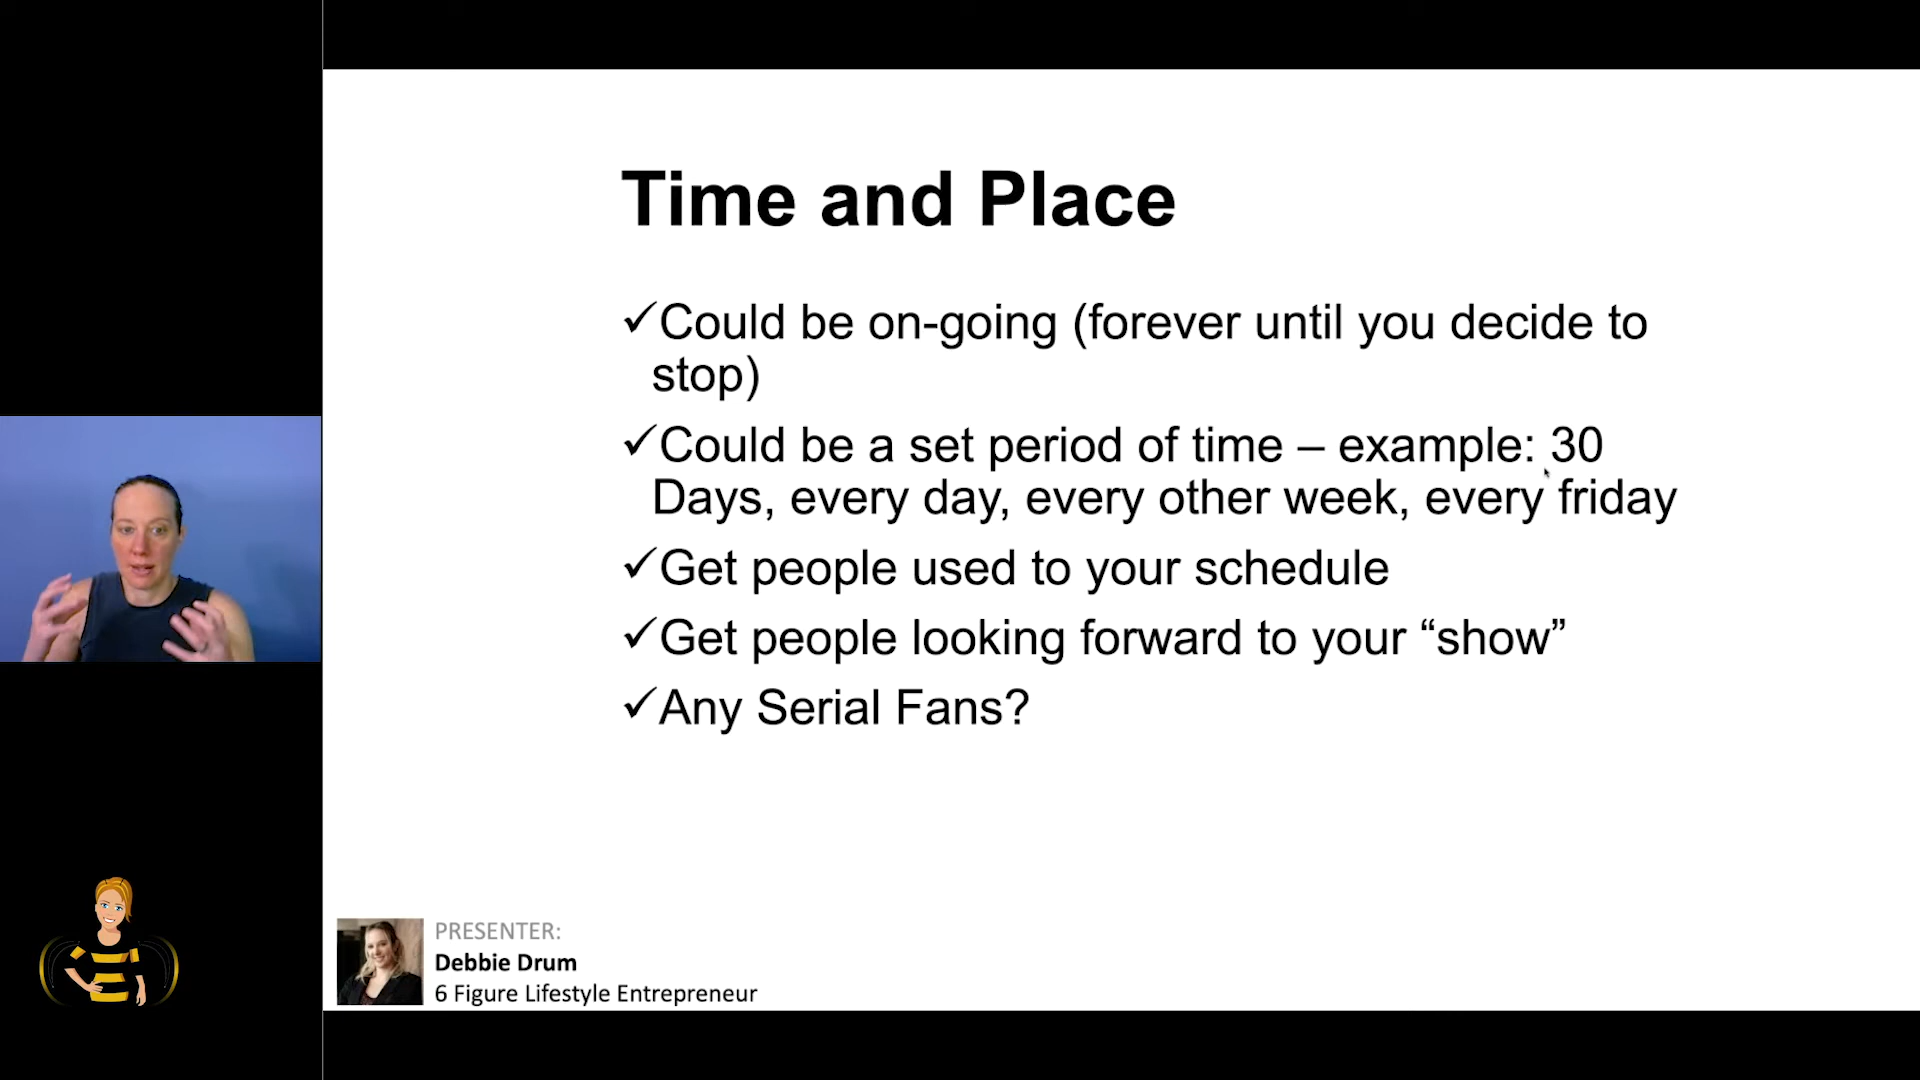 Time and Place
✓Could be on-going (forever until you decide to
stop)
✓Could be a set period of time – example: 30
Days, every day, every other week, every friday
✓Get people used to your schedule
✓Get people looking forward to your “show”
✓Any Serial Fans?
PRESENTER:
Debbie Drum
6 Figure Lifestyle Entrepreneur